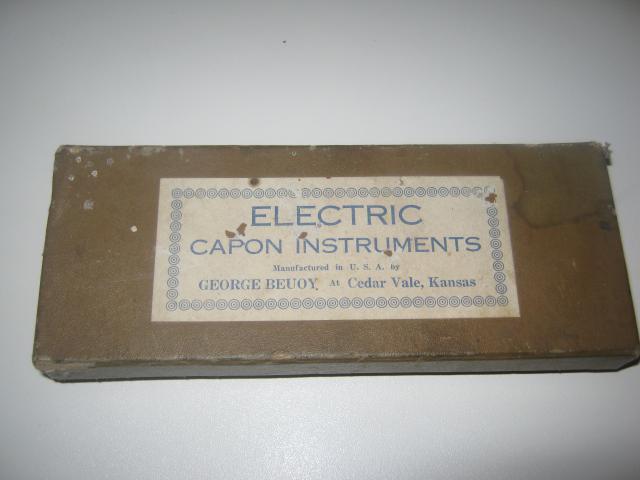 ELECTRIC
CAPON INSTRUMENTS
Manufactured in U. S. A. by
GEORGE BEUOY, At Cedar Vale, Kansas